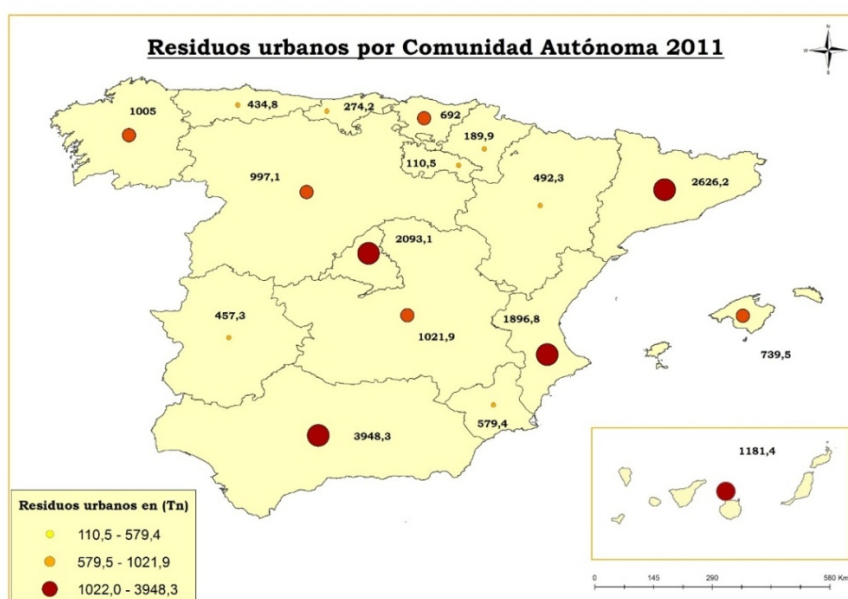 Residuos urbanos por Comunidad Autónoma 2011
N
W
E
S
1005
434,8
274,2
692
189,9
110,5
492,3
2626,2
997,1
2093,1
457,3
1021,9
1896,8
739,5
579,4
3948,3
1181,4
Residuos urbanos en (Tn)
110,5 - 579,4
579,5 - 1021,9
1022,0 - 3948,3
0 145 290 580 Km